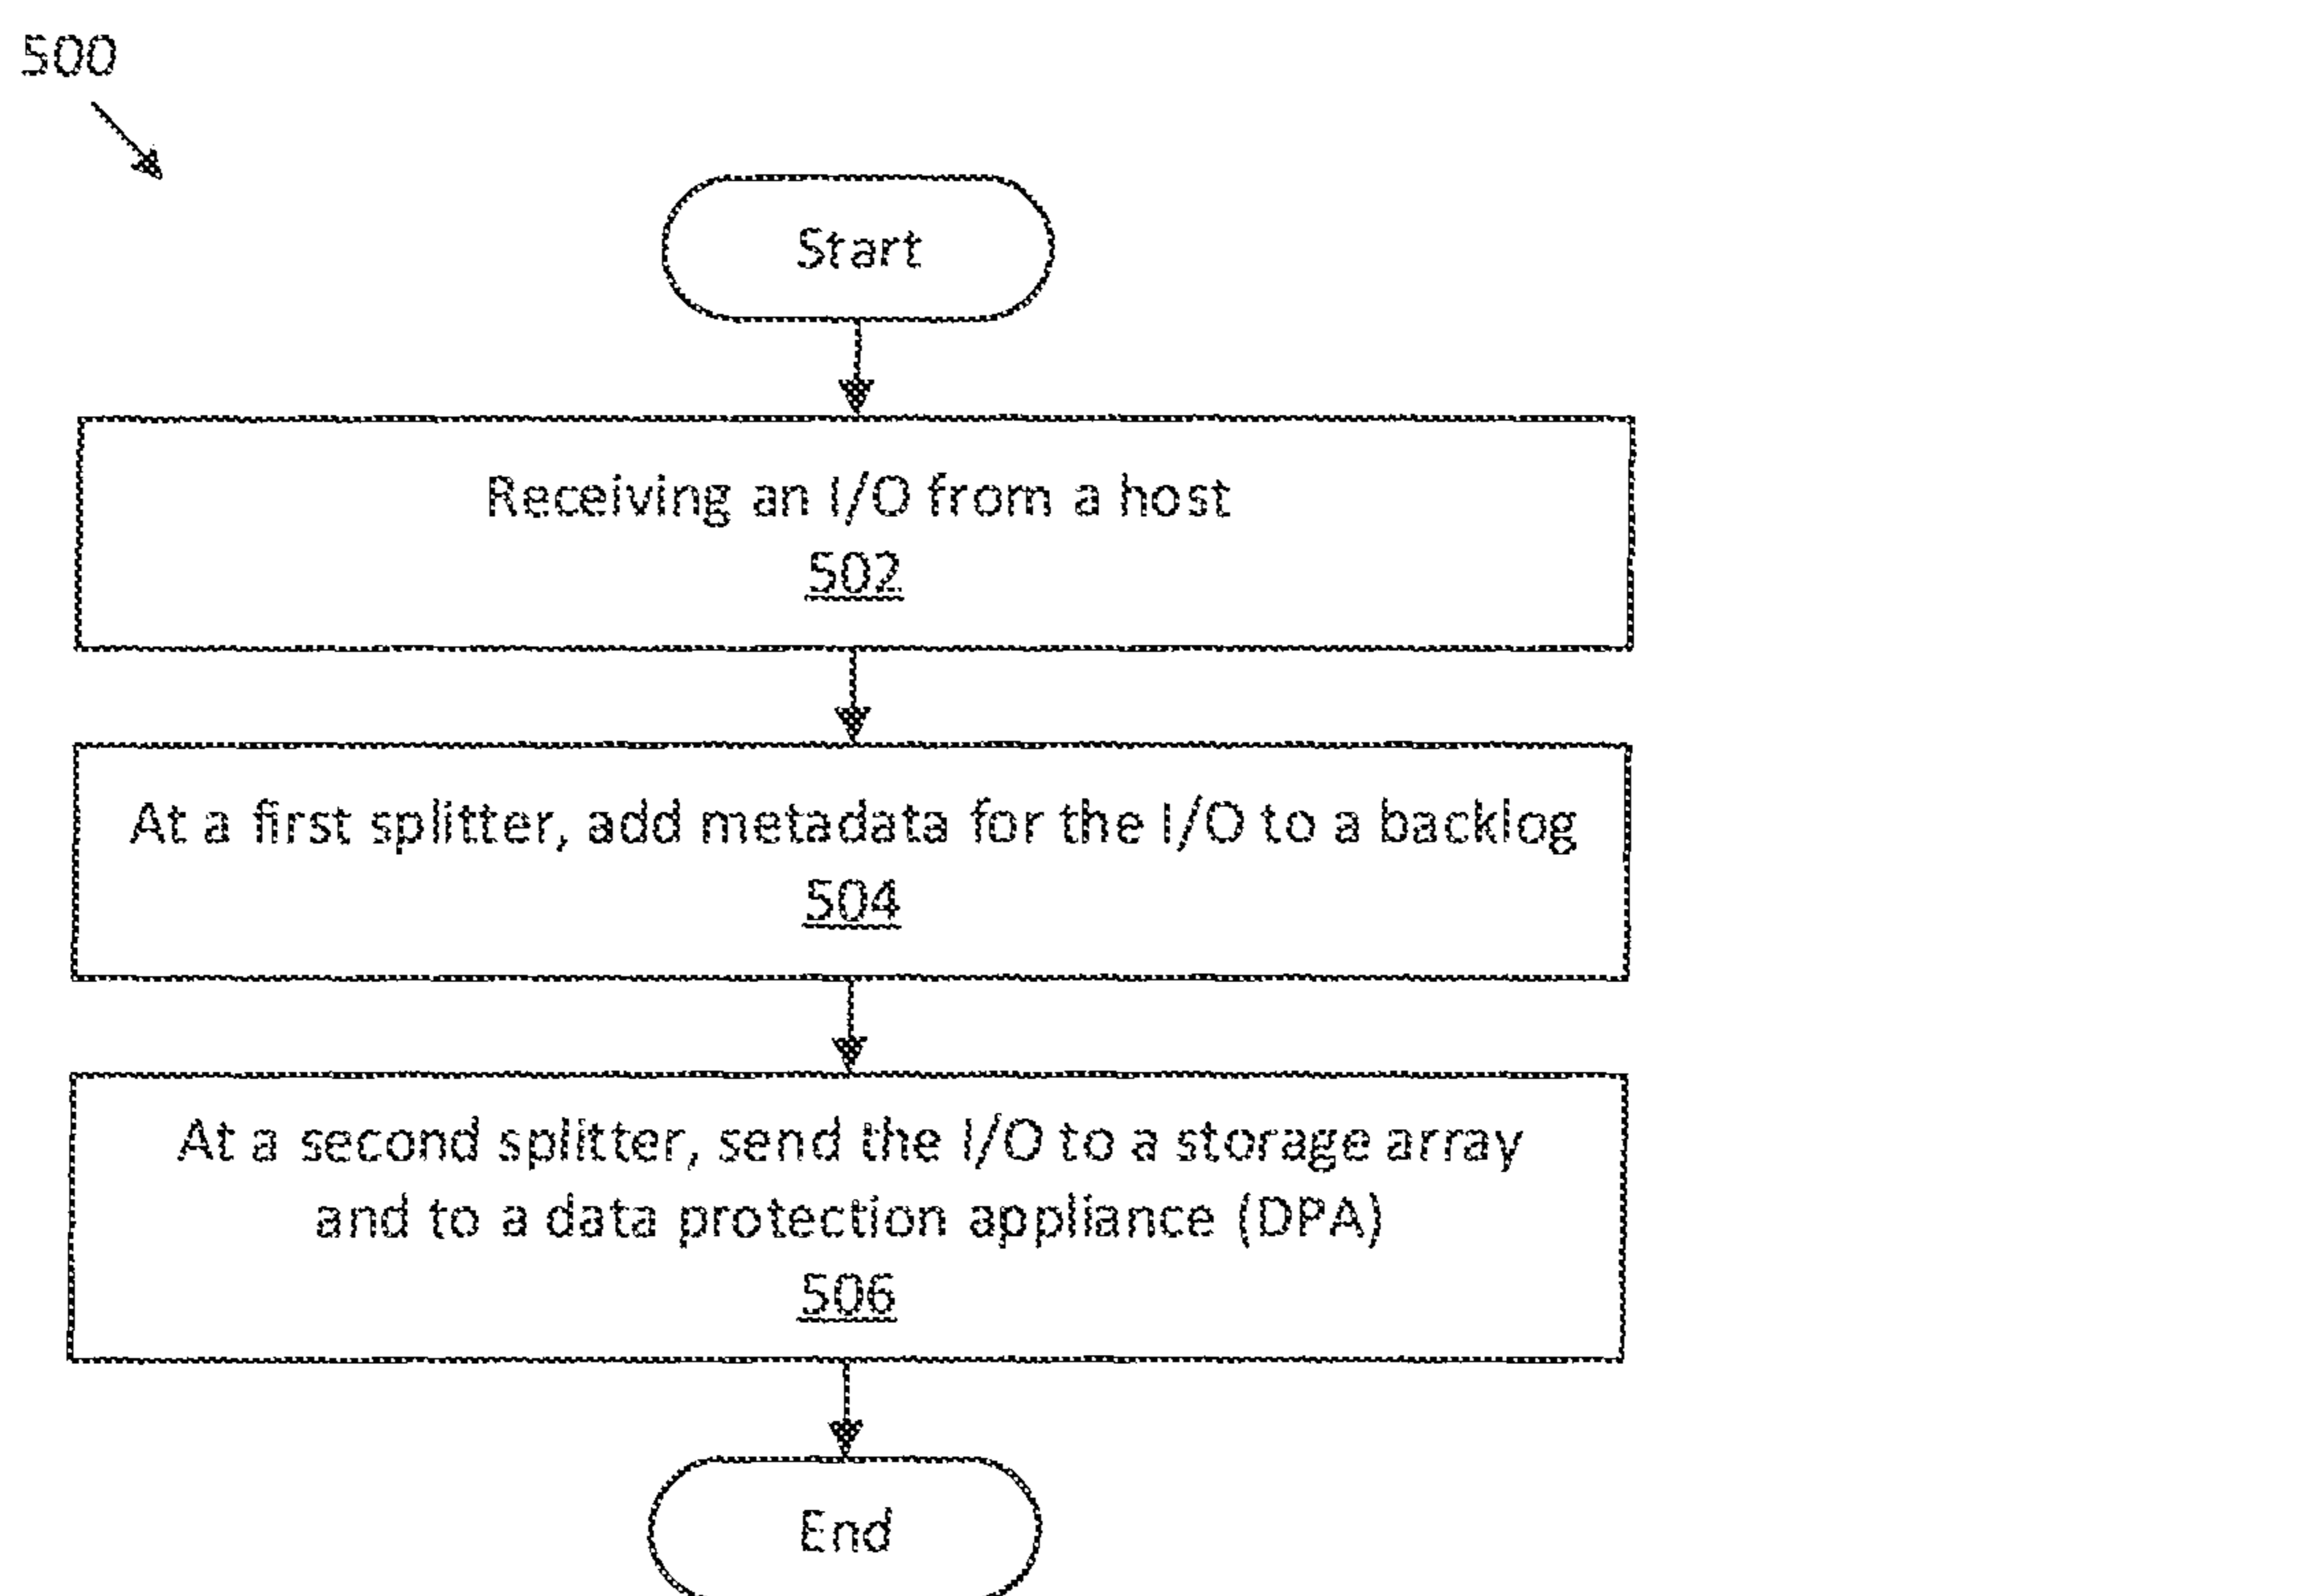 500
Start
Receiving an I/O from a host
502
At a first splitter, add metadata for the I/O to a backlog
504
At a second splitter, send the I/O to a storage array
and to a data protection appliance (DPA)
506
End